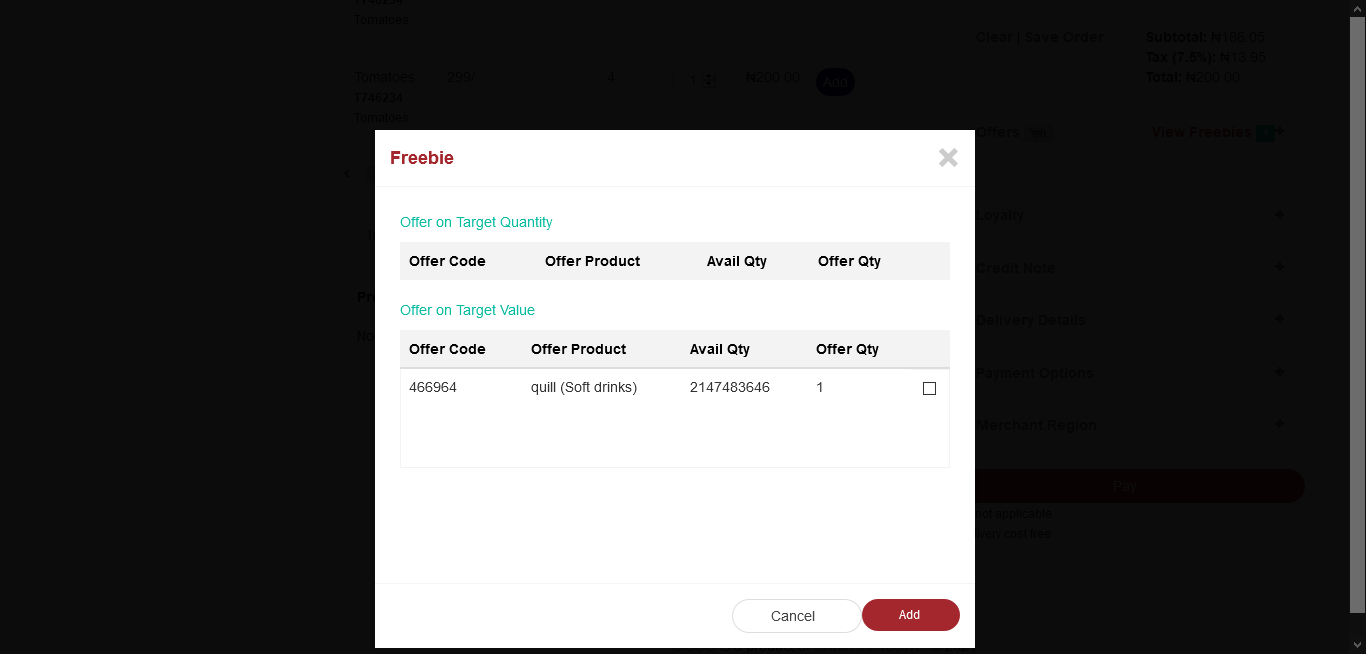 Tomatoes
Clear | Save Order
Subtotal: ₦186.05
Tax (7.5%): ₦13.95
Total: ₦200.00
Tomatoes 299/ 4 1 ₦200.00 Add
1746234
Tomatoes
Offers
View Freebies
Freebie
Offer on Target Quantity
Offer Code Offer Product Avail Qty Offer Qty
Offer on Target Value
Offer Code Offer Product Avail Qty Offer Qty
466964 quill (Soft drinks) 2147483646 1
Cancel Add
Loyalty
Credit Note
Delivery Details
Payment Options
Merchant Region
Pay
not applicable
very cost free